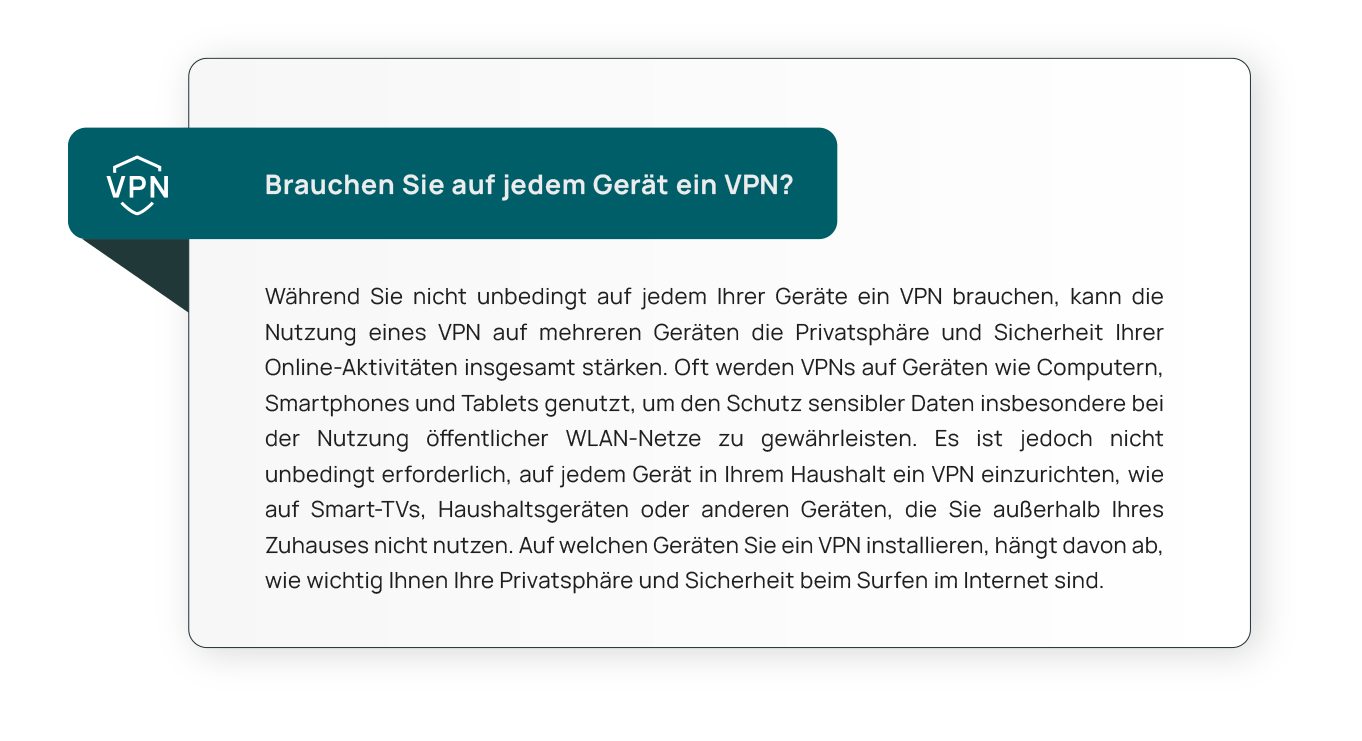 VPN
Brauchen Sie auf jedem Gerät ein VPN?
Während Sie nicht unbedingt auf jedem Ihrer Geräte ein VPN brauchen, kann die
Nutzung eines VPN auf mehreren Geräten die Privatsphäre und Sicherheit Ihrer
Online-Aktivitäten insgesamt stärken. Oft werden VPNs auf Geräten wie Computern,
Smartphones und Tablets genutzt, um den Schutz sensibler Daten insbesondere bei
der Nutzung öffentlicher WLAN-Netze zu gewährleisten. Es ist jedoch nicht
unbedingt erforderlich, auf jedem Gerät in Ihrem Haushalt ein VPN einzurichten, wie
auf Smart-TVs, Haushaltsgeräten oder anderen Geräten, die Sie außerhalb Ihres
Zuhauses nicht nutzen. Auf welchen Geräten Sie ein VPN installieren, hängt davon ab,
wie wichtig Ihnen Ihre Privatsphäre und Sicherheit beim Surfen im Internet sind.